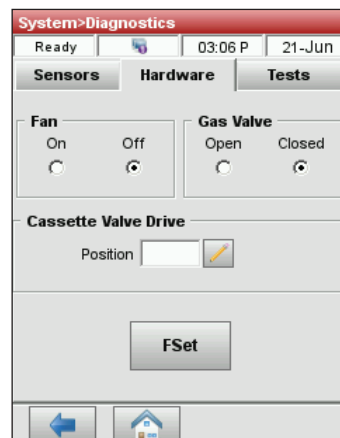 System>Diagnostics
Ready 03:06 P 21-Jun
Sensors Hardware Tests
Fan Gas Valve
On Off Open Closed
Cassette Valve Drive
Position
FSet